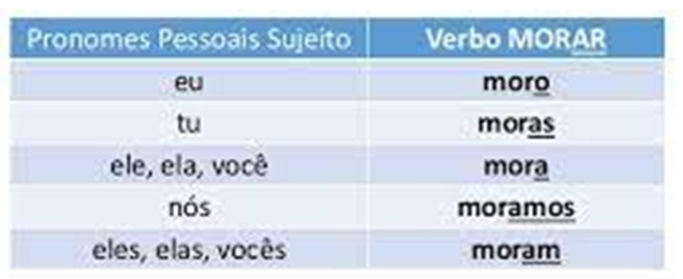 Pronomes Pessoais Sujeito Verbo MORAR
eu moro
tu moras
ele, ela, você mora
nós moramos
eles, elas, vocês moram